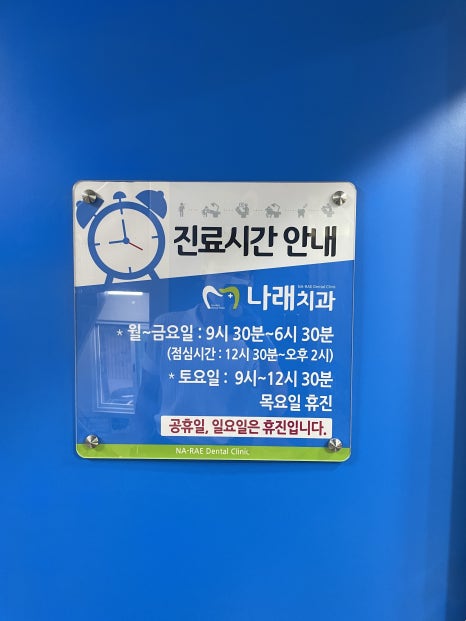 진료시간 안내
NA-RAE Dental Clinic
나래치과
* 월~금요일 : 9시 30분~6시 30분
(점심시간 : 12시 30분~오후 2시)
* 토요일 : 9시~12시 30분
목요일 휴진
공휴일, 일요일은 휴진입니다.
NA-RAE Dental Clinic